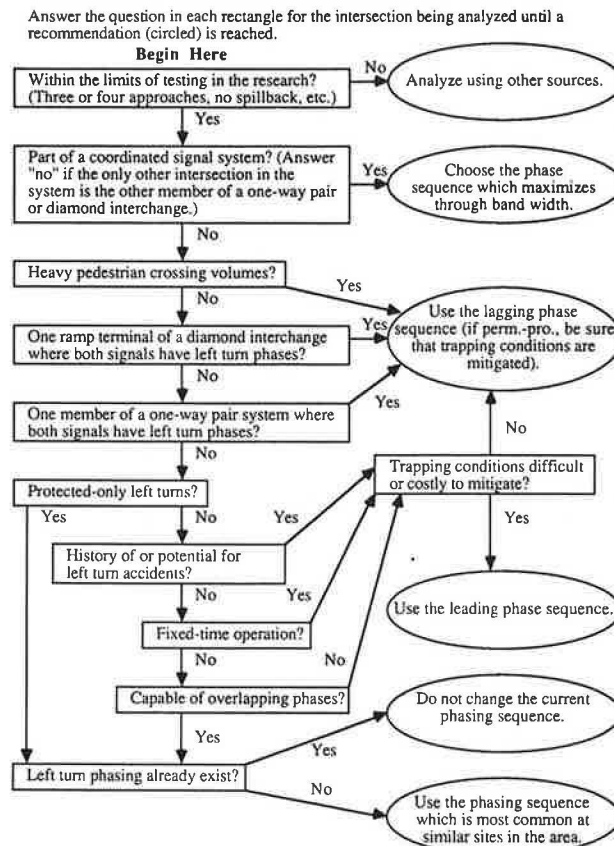 Answer the question in each rectangle for the intersection being analyzed until a
recommendation (circled) is reached.
Begin Here
Within the limits of testing in the research?
(Three or four approaches, no spillback, etc.)
No
Analyze using other sources.
Yes
Part of a coordinated signal system? (Answer
"no" if the only other intersection in the
system is the other member of a one-way pair
or diamond interchange.)
Yes
Choose the phase
sequence which maximizes
through band width.
No
Heavy pedestrian crossing volumes?
Yes
No
Use the lagging phase
sequence (if perm.-pro., be sure
that trapping conditions are
mitigated).
One ramp terminal of a diamond interchange
where both signals have left turn phases?
Yes
No
One member of a one-way pair system where
both signals have left turn phases?
Yes
No
No
Trapping conditions difficult
or costly to mitigate?
Protected-only left turns?
Yes
No
Yes
Yes
History of or potential for
left turn accidents?
No
Yes
Use the leading phase sequence.
Fixed-time operation?
No
No
Capable of overlapping phases?
Do not change the current
phasing sequence.
Yes
Yes
Left turn phasing already exist?
No
Use the phasing sequence
which is most common at
similar sites in the area.